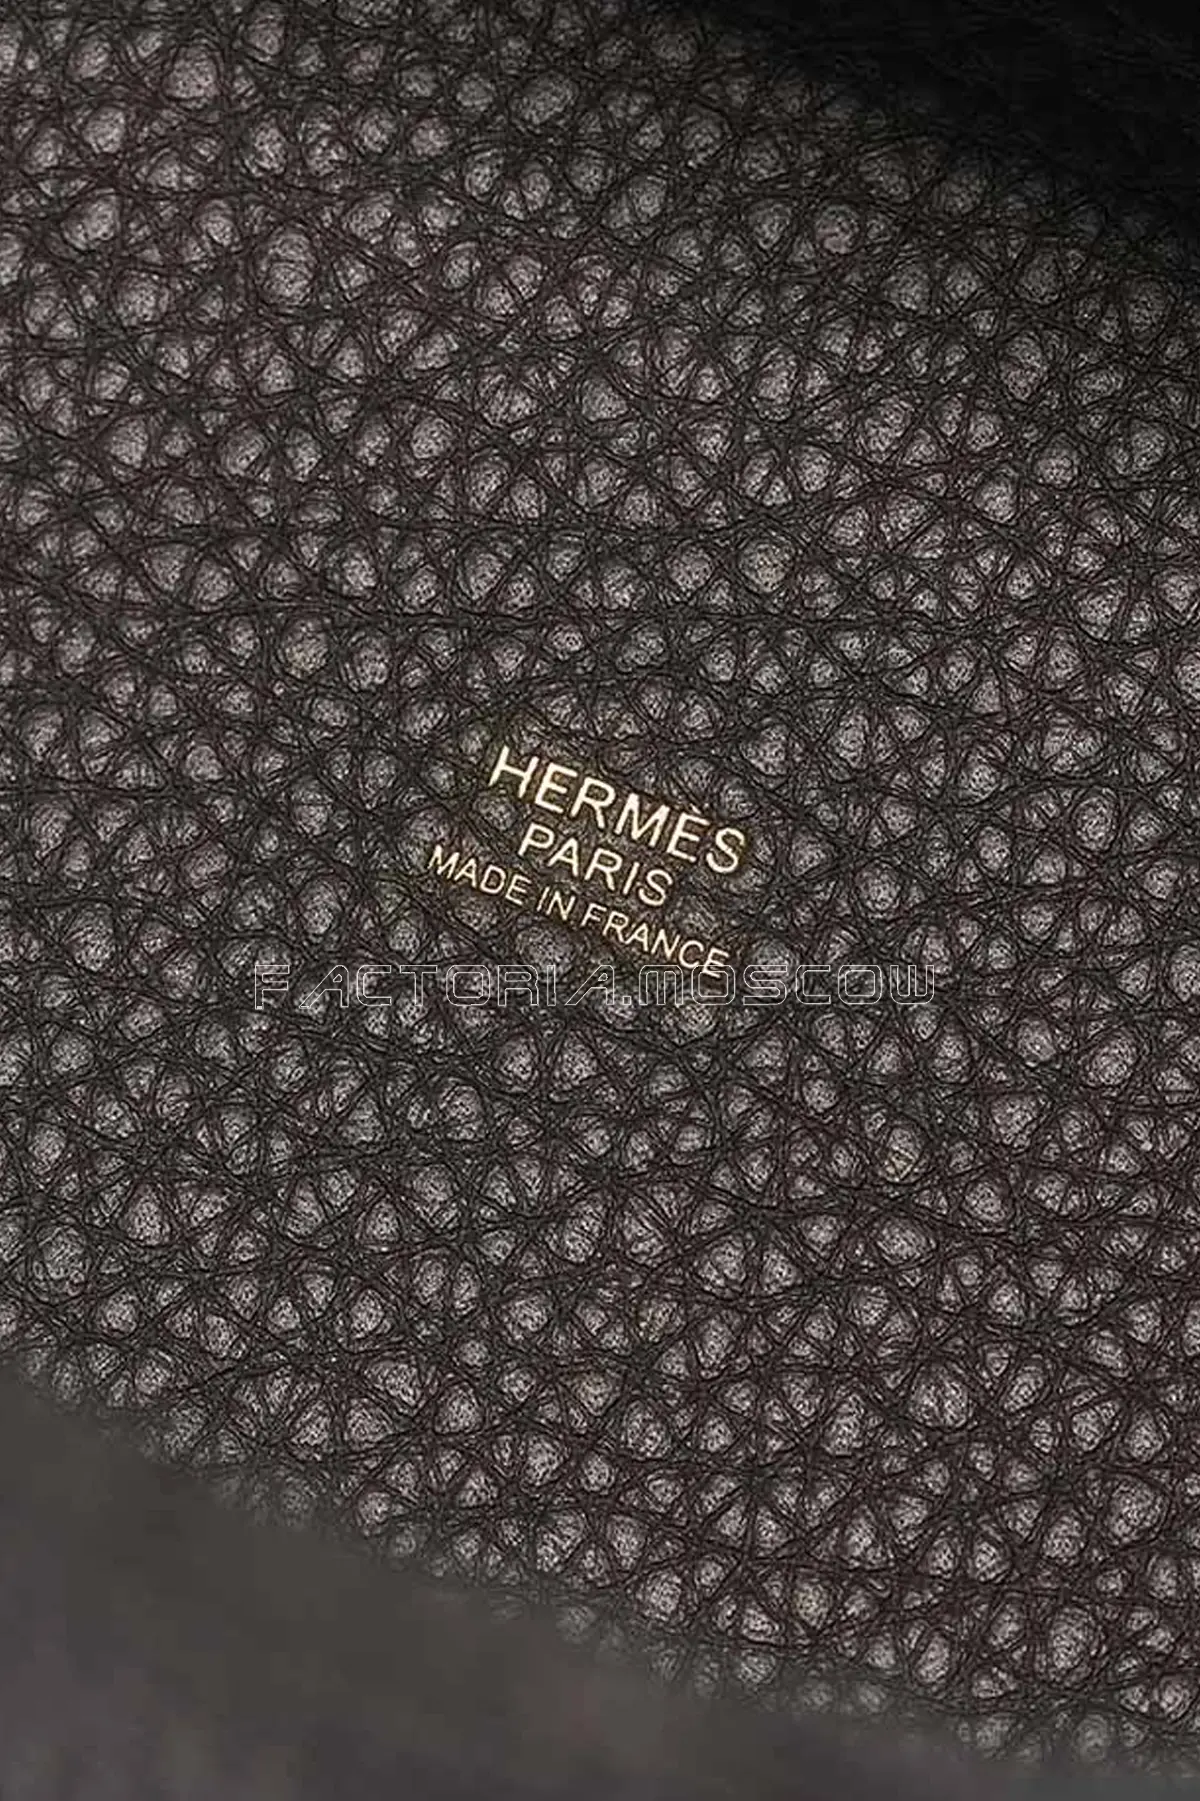 HERMÈS
PARIS
MADE IN FRANCE
FACTORIA.MOSCOW